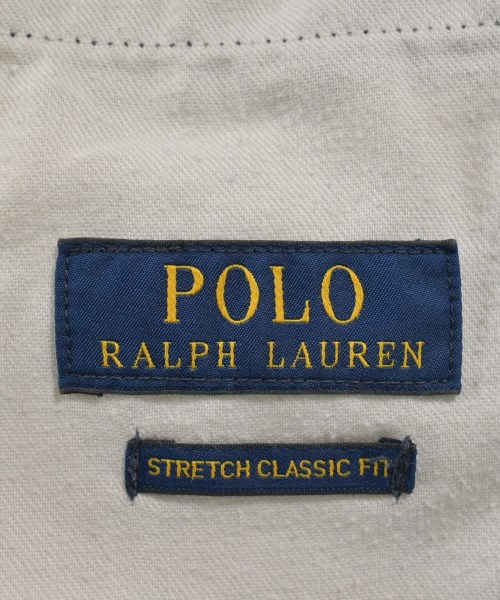 POLO
RALPH LAUREN
STRETCH CLASSIC FIT